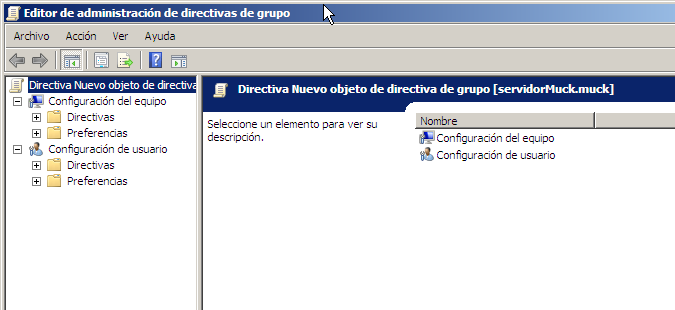 Editor de administración de directivas de grupo
Archivo Acción Ver Ayuda
Directiva Nuevo objeto de directiva
Configuración del equipo
Directivas
Preferencias
Configuración de usuario
Directivas
Preferencias
Directiva Nuevo objeto de directiva de grupo [servidorMuck.muck]
Seleccione un elemento para ver su
descripción.
Nombre
Configuración del equipo
Configuración de usuario